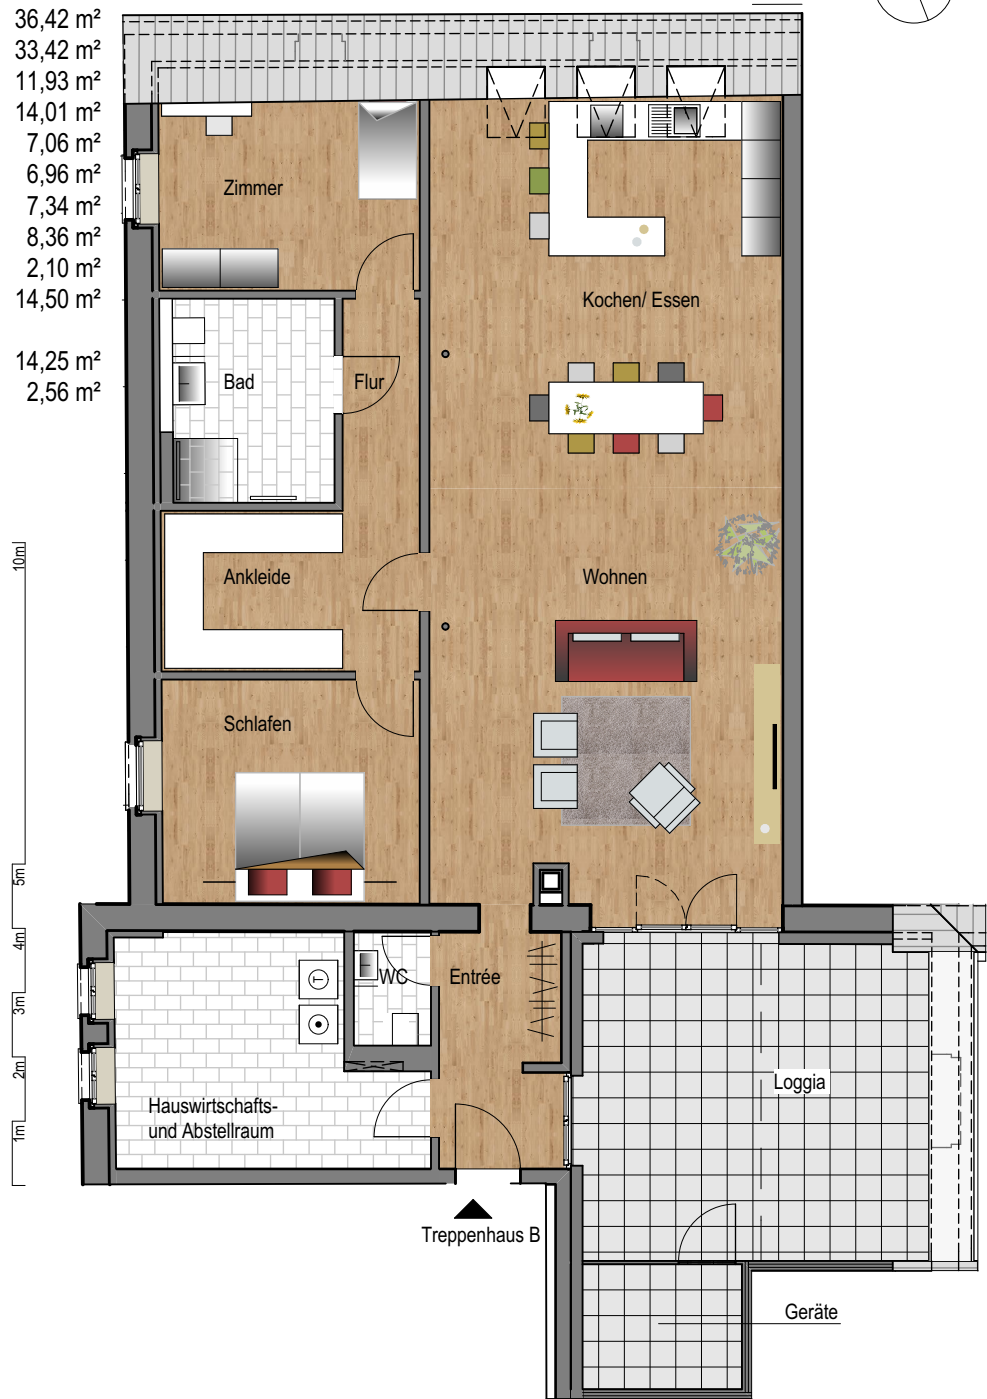 36,42 m²
33,42 m²
11,93 m²
14,01 m²
7,06 m²
6,96 m²
7,34 m²
8,36 m²
2,10 m²
14,50 m²
14,25 m²
2,56 m²
Zimmer
Kochen/ Essen
Bad
Flur
Ankleide
Wohnen
Schlafen
10m
5m
4m
3m
2m
1m
WC
Entrée
T
Loggia
Hauswirtschafts-
und Abstellraum
Treppenhaus B
Geräte